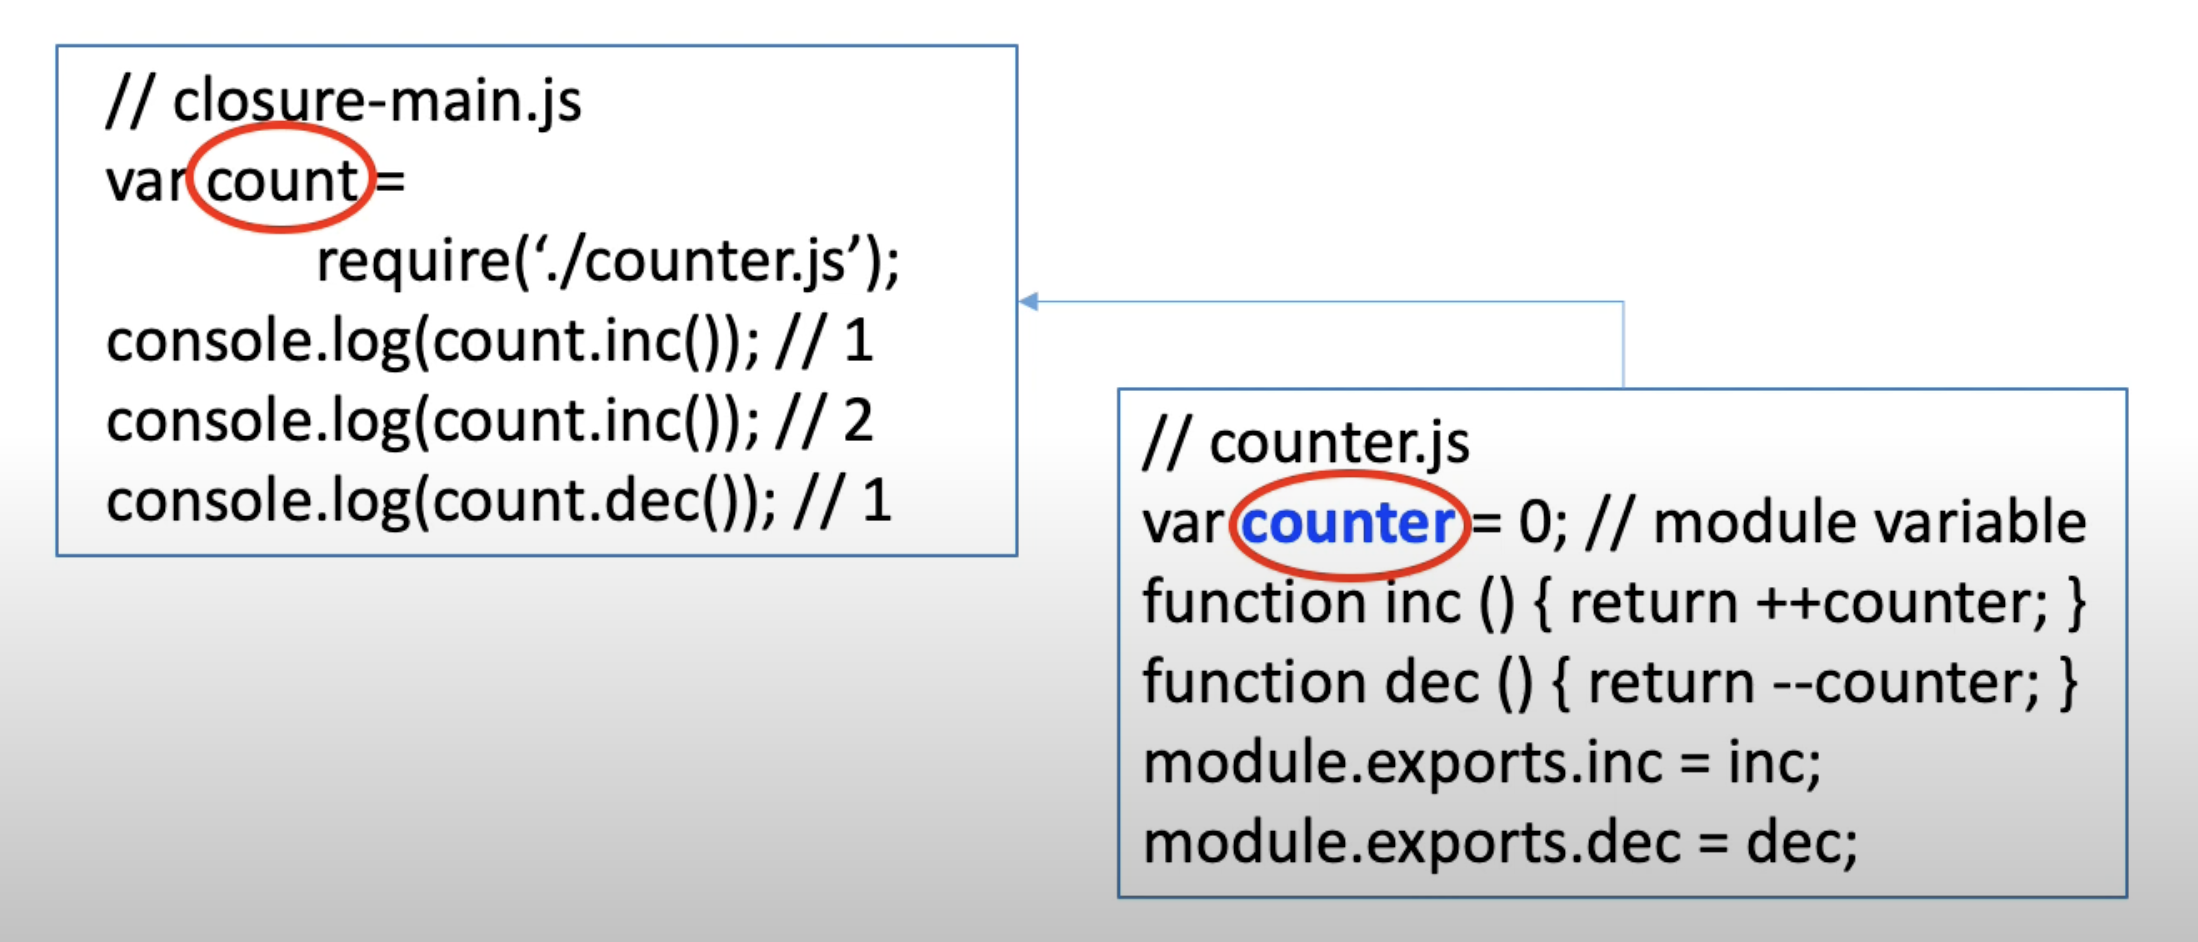 // closure-main.js
var count =
require(‘./counter.js’);
console.log(count.inc()); // 1
console.log(count.inc()); // 2
console.log(count.dec()); // 1
// counter.js
var counter = 0; // module variable
function inc () { return ++counter; }
function dec () { return --counter; }
module.exports.inc = inc;
module.exports.dec = dec;